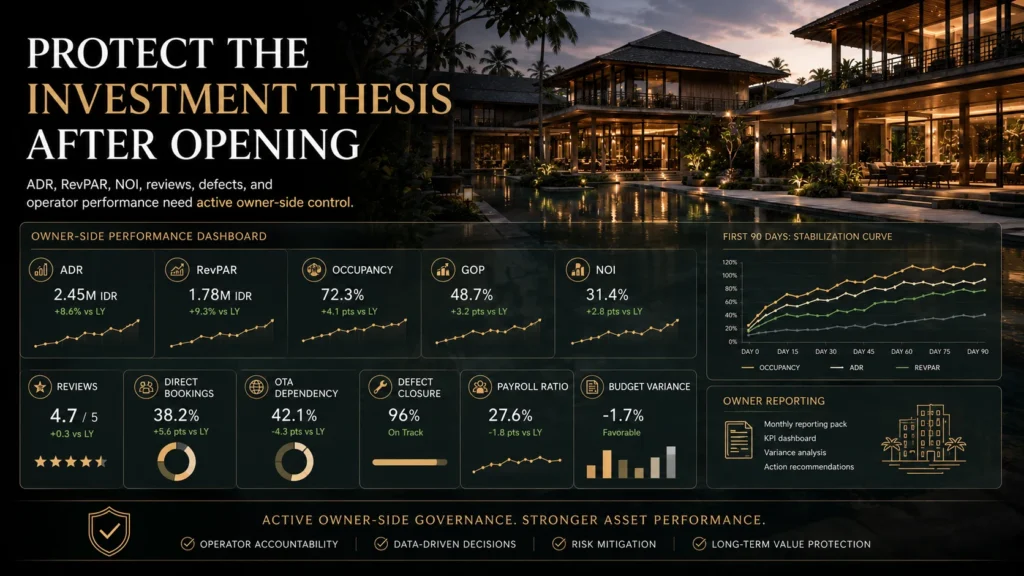 PROTECT THE
INVESTMENT THESIS
AFTER OPENING
ADR, RevPAR, NOI, reviews, defects, and
operator performance need active owner-side control.
OWNER-SIDE PERFORMANCE DASHBOARD
ADR
2.45M IDR
+8.6% vs LY
RevPAR
1.78M IDR
+9.3% vs LY
OCCUPANCY
72.3%
+4.1 pts vs LY
GOP
48.7%
+3.2 pts vs LY
NOI
31.4%
+2.8 pts vs LY
FIRST 90 DAYS: STABILIZATION CURVE
120%
100%
80%
60%
40%
20%
0%
DAY 0 DAY 15 DAY 30 DAY 45 DAY 60 DAY 75 DAY 90
OCCUPANCY ADR REVPAR
REVIEWS
4.7 / 5
+0.3 vs LY
DIRECT
BOOKINGS
38.2%
+5.6 pts vs LY
OTA
DEPENDENCY
42.1%
-4.3 pts vs LY
DEFECT
CLOSURE
96%
On Track
PAYROLL RATIO
27.6%
-1.8 pts vs LY
BUDGET VARIANCE
-1.7%
Favorable
OWNER REPORTING
Monthly reporting pack
KPI dashboard
Variance analysis
Action recommendations
ACTIVE OWNER-SIDE GOVERNANCE. STRONGER ASSET PERFORMANCE.
OPERATOR ACCOUNTABILITY
DATA-DRIVEN DECISIONS
RISK MITIGATION
LONG-TERM VALUE PROTECTION